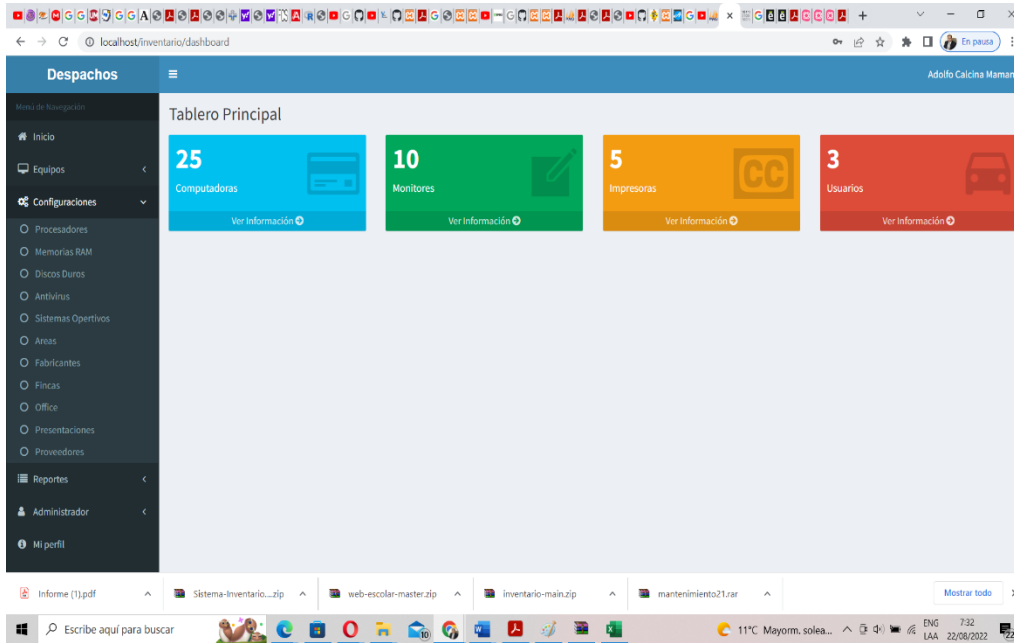 localhost/inventario/dashboard
En pausa
Despachos
Adolfo Calcina Maman
Menú de Navegación
Inicio
Equipos
Configuraciones
Procesadores
Memorias RAM
Discos Duros
Antivirus
Sistemas Opertivos
Areas
Fabricantes
Fincas
Office
Presentaciones
Proveedores
Reportes
Administrador
Mi perfil
Tablero Principal
25
Computadoras
Ver Información
10
Monitores
Ver Información
5
Impresoras
CC
Ver Información
3
Usuarios
Ver Información
Informe (1).pdf
Sistema-Inventario....zip
web-escolar-master.zip
inventario-main.zip
mantenimiento21.rar
Mostrar todo
Escribe aquí para buscar
11°C Mayorm. solea...
ENG
LAA
7:32
22/08/2022